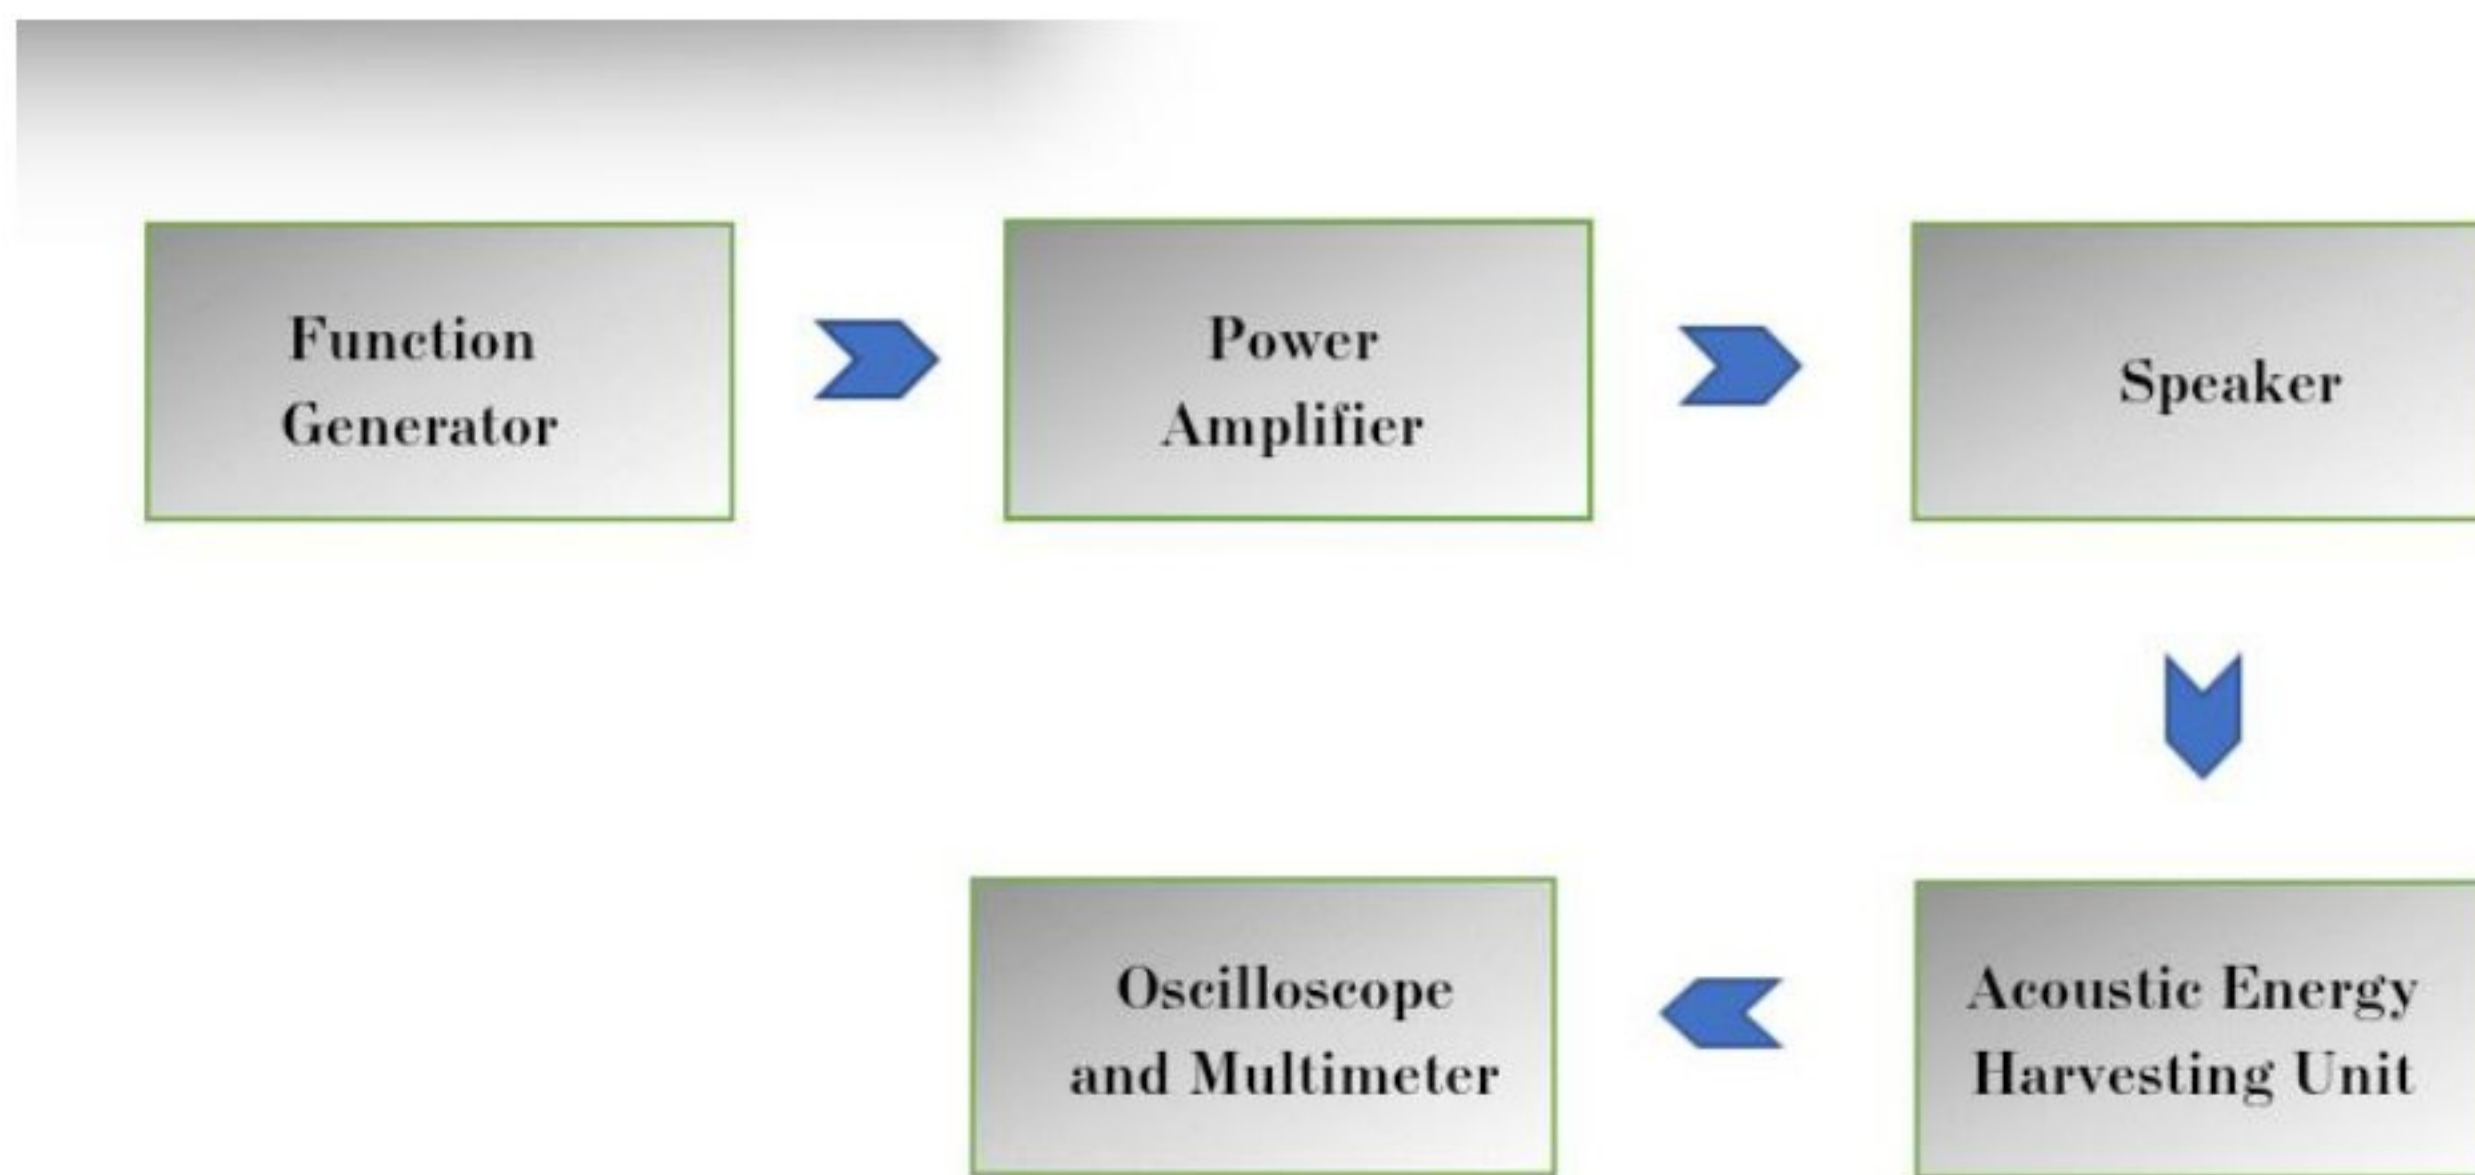 Function
Generator
Power
Amplifier
Speaker
Acoustic Energy
Harvesting Unit
Oscilloscope
and Multimeter